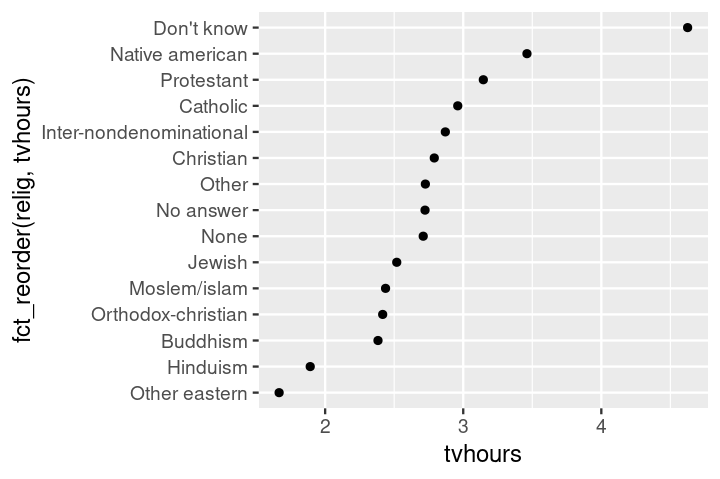 Don't know
Native american
Protestant
Catholic
Inter-nondenominational
Christian
Other
No answer
None
Jewish
Moslem/islam
Orthodox-christian
Buddhism
Hinduism
Other eastern
fct_reorder(relig, tvhours)
2 3 4
tvhours